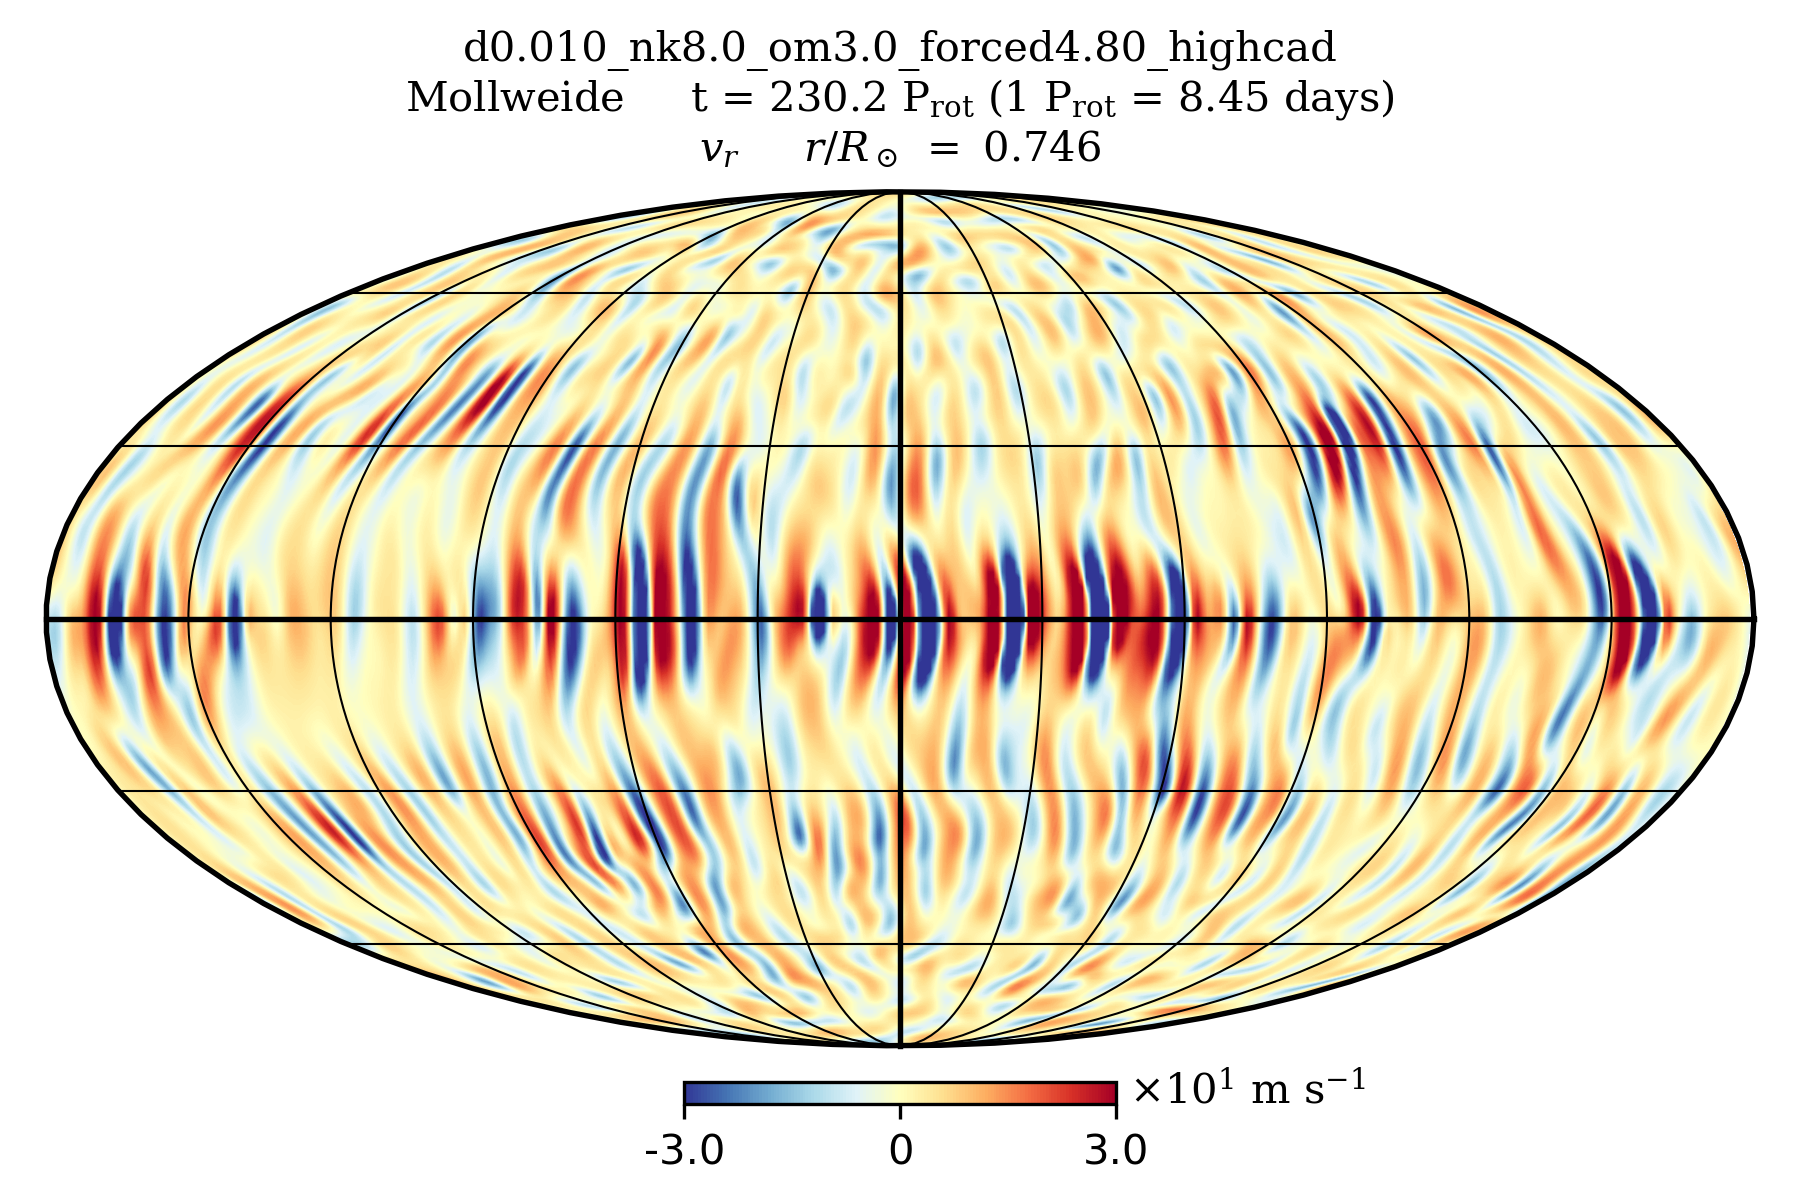 d0.010_nk8.0_om3.0_forced4.80_highcad
Mollweide t = 230.2 P_rot (1 P_rot = 8.45 days)
v_r r/R_⊙ = 0.746
×10¹ m s⁻¹
-3.0 0 3.0